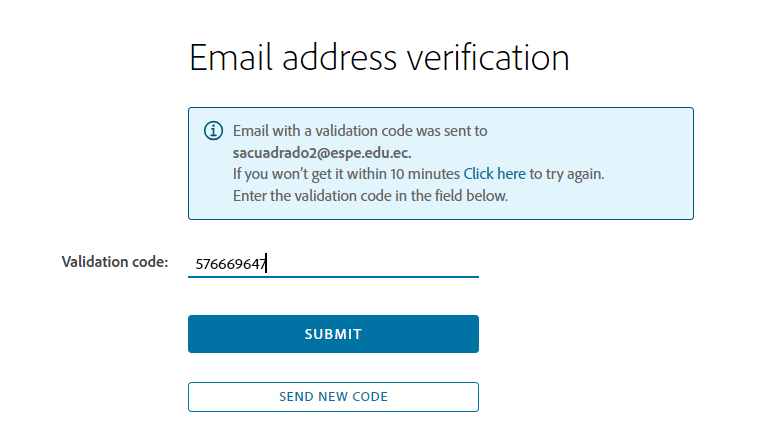 Email address verification
Email with a validation code was sent to
sacuadrado2@espe.edu.ec.
If you won't get it within 10 minutes Click here to try again.
Enter the validation code in the field below.
Validation code: 576669647
SUBMIT
SEND NEW CODE